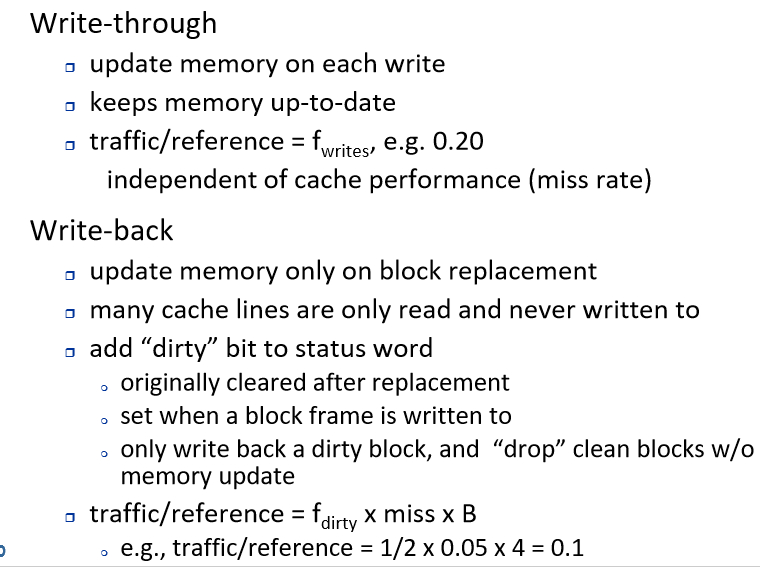 Write-through
update memory on each write
keeps memory up-to-date
traffic/reference = fwrites, e.g. 0.20
independent of cache performance (miss rate)
Write-back
update memory only on block replacement
many cache lines are only read and never written to
add “dirty” bit to status word
originally cleared after replacement
set when a block frame is written to
only write back a dirty block, and “drop” clean blocks w/o
memory update
traffic/reference = fdirty x miss x B
e.g., traffic/reference = 1/2 x 0.05 x 4 = 0.1